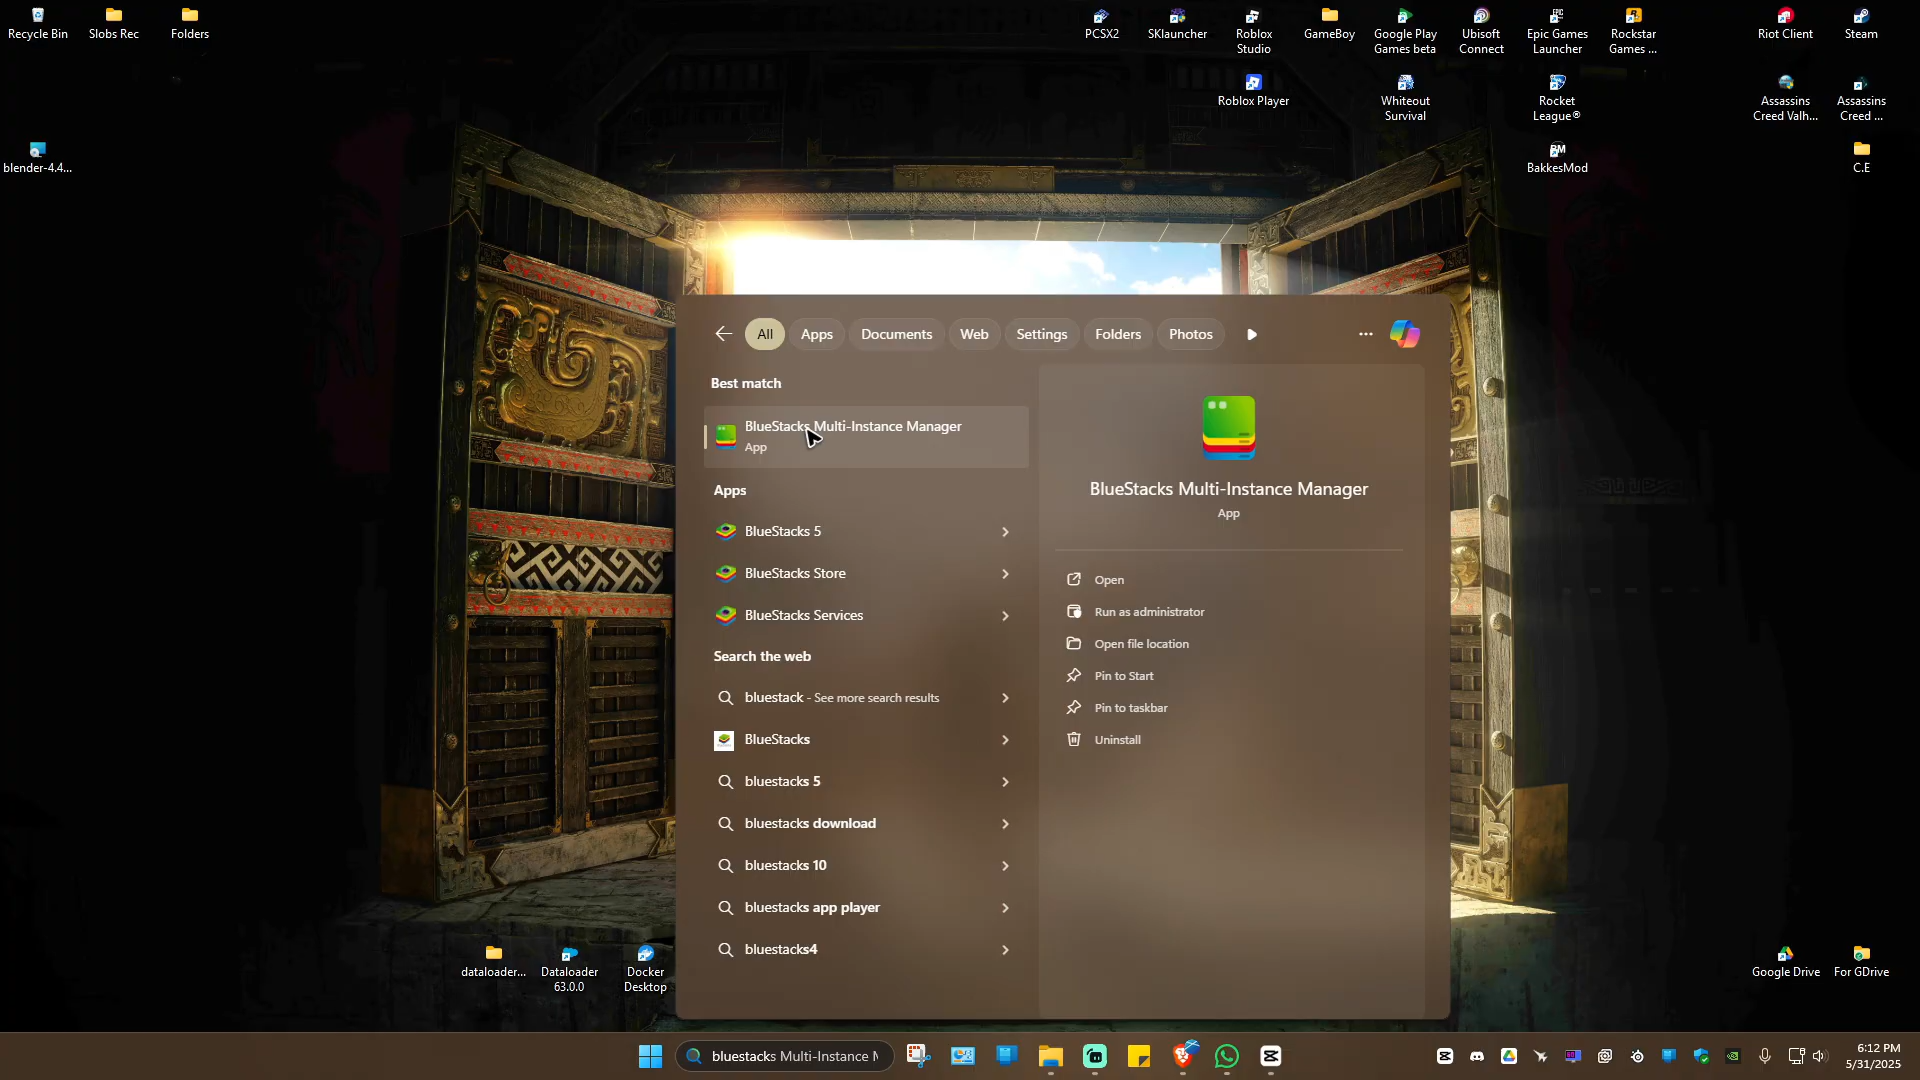 Recycle Bin
Slobs Rec
Folders
PCSX2
SKlauncher
Roblox
Studio
GameBoy
Google Play
Games beta
Ubisoft
Connect
Epic Games
Launcher
Rockstar
Games ...
Riot Client
Steam
Roblox Player
Whiteout
Survival
Rocket
League®
Assassins
Creed Valh...
Assassins
Creed ...
blender-4.4...
BM
BakkesMod
C.E
All
Apps
Documents
Web
Settings
Folders
Photos
Best match
BlueStacks Multi-Instance Manager
App
Apps
BlueStacks 5
BlueStacks Store
BlueStacks Services
Search the web
bluestack - See more search results
BlueStacks
bluestacks 5
bluestacks download
bluestacks 10
bluestacks app player
bluestacks4
BlueStacks Multi-Instance Manager
App
Open
Run as administrator
Open file location
Pin to Start
Pin to taskbar
Uninstall
dataloader...
Dataloader
63.0.0
Docker
Desktop
Google Drive
For GDrive
bluestacks Multi-Instance M
6:12 PM
5/31/2025